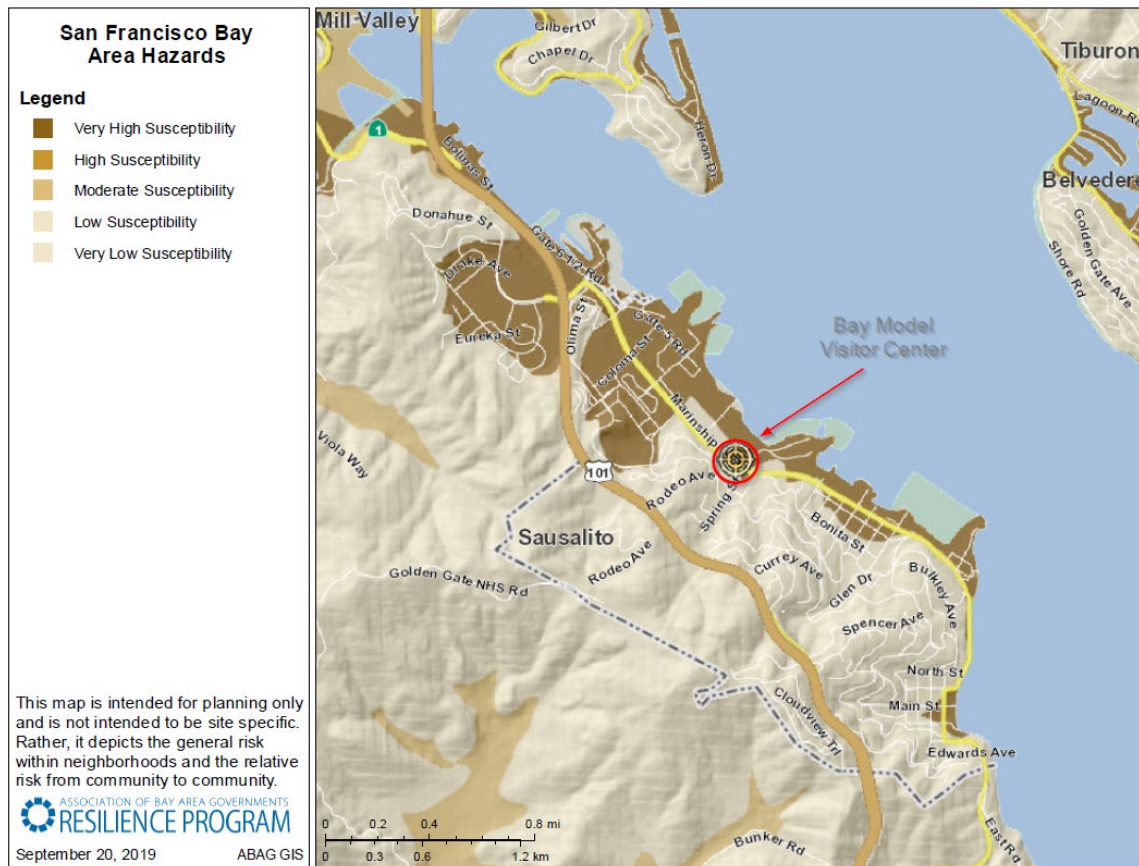 San Francisco Bay
Area Hazards
Legend
Very High Susceptibility
High Susceptibility
Moderate Susceptibility
Low Susceptibility
Very Low Susceptibility
This map is intended for planning only
and is not intended to be site specific.
Rather, it depicts the general risk
within neighborhoods and the relative
risk from community to community.
ASSOCIATION OF BAY AREA GOVERNMENTS
RESILIENCE PROGRAM
September 20, 2019 ABAG GIS
Mill Valley
Gilbert Dr
Chapel Dr
Tiburon
Lagoon Rd
1
Heron Dr
Bolinas St
Belvedere
Donahue St
Golden Gate Ave
Shore Rd
Gate 6 1/2 Rd
Drake Ave
Eureka St
Olima St
Gate 5 Rd
Coloma St
Bay Model
Visitor Center
Marinship
Viola Way
101
Rodeo Ave
Spring St
Sausalito
Bonita St
Rodeo Ave
Currey Ave
Glen Dr
Bulkley Ave
Golden Gate NHS Rd
Spencer Ave
North St
Main St
Cloudview Trl
Edwards Ave
East Rd
Bunker Rd
0 0.2 0.4 0.8 mi
0 0.3 0.6 1.2 km